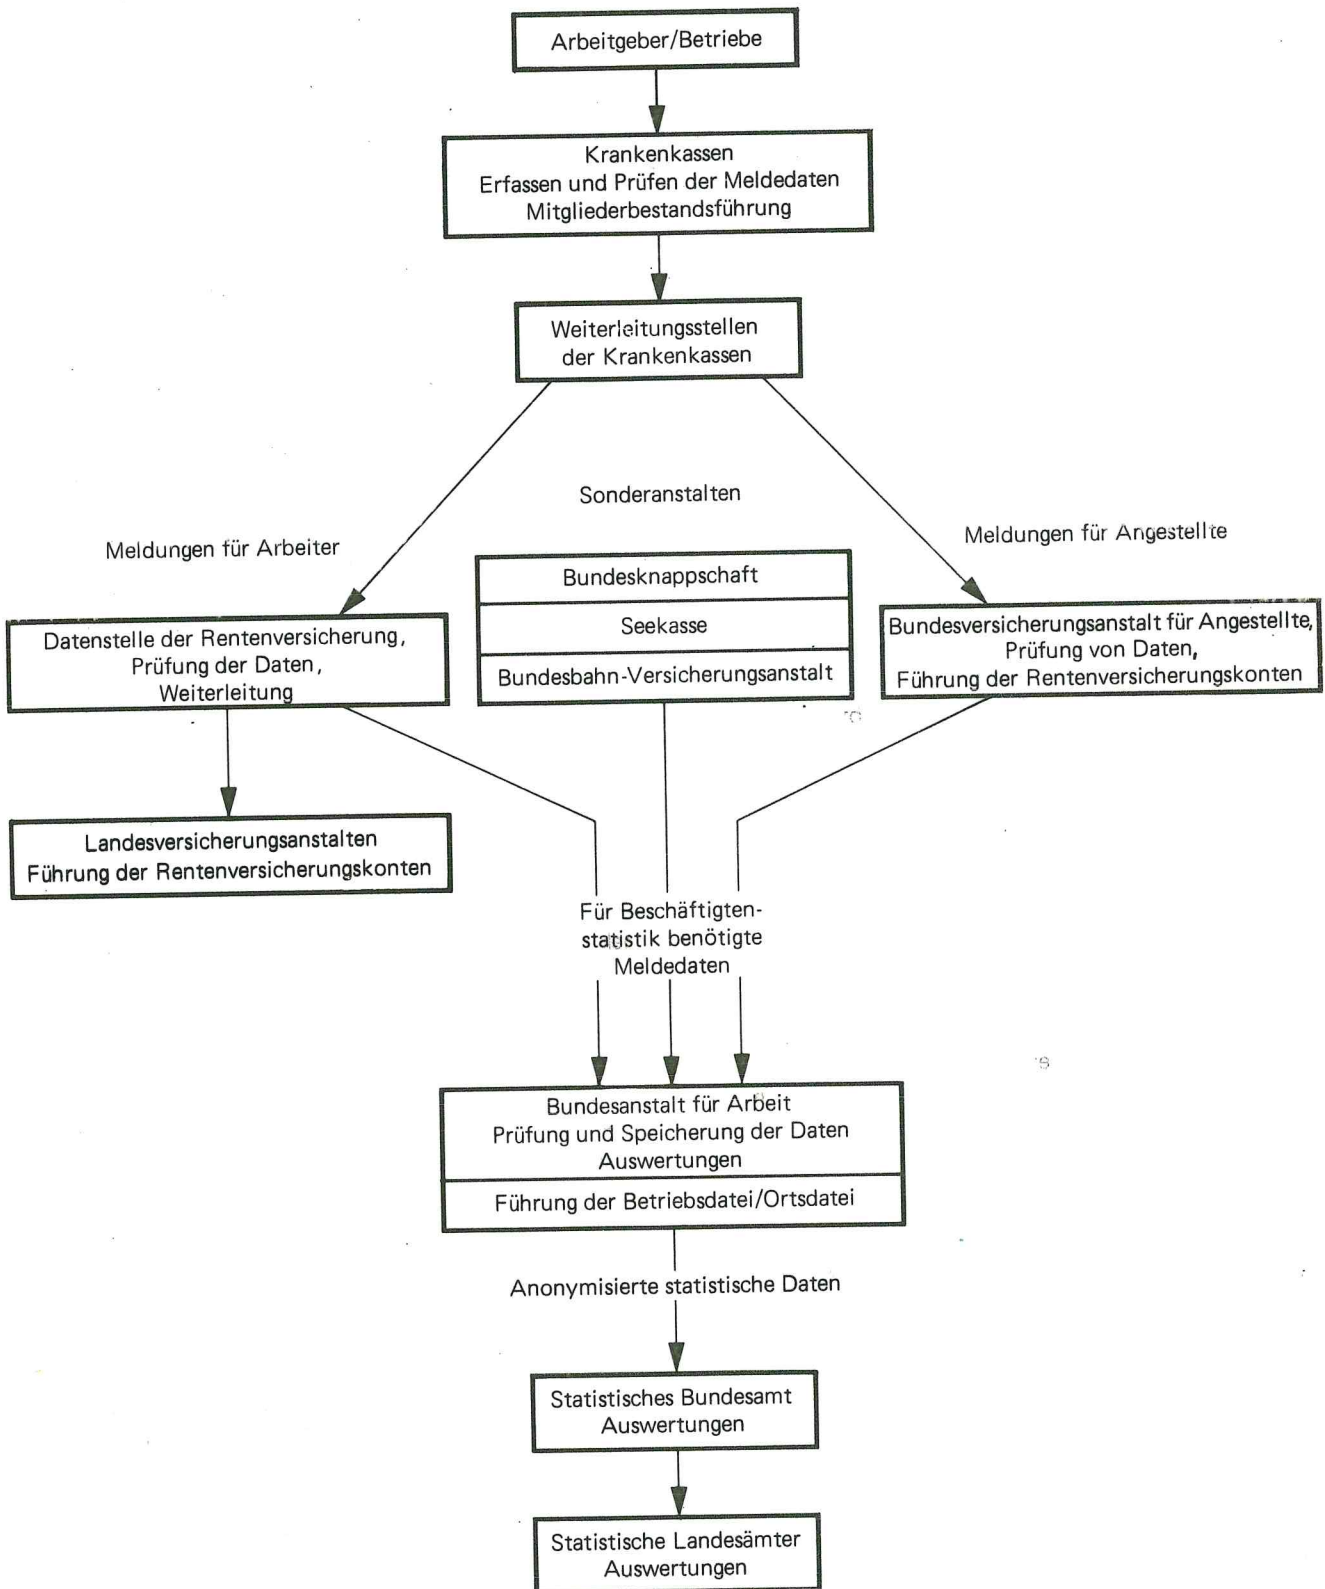 Arbeitgeber/Betriebe
Krankenkassen
Erfassen und Prüfen der Meldedaten
Mitgliederbestandsführung
Weiterleitungsstellen
der Krankenkassen
Sonderanstalten
Meldungen für Arbeiter
Meldungen für Angestellte
Bundesknappschaft
Seekasse
Bundesbahn-Versicherungsanstalt
Datenstelle der Rentenversicherung,
Prüfung der Daten,
Weiterleitung
Bundesversicherungsanstalt für Angestellte,
Prüfung von Daten,
Führung der Rentenversicherungskonten
Landesversicherungsanstalten
Führung der Rentenversicherungskonten
Für Beschäftigten-
statistik benötigte
Meldedaten
Bundesanstalt für Arbeit
Prüfung und Speicherung der Daten
Auswertungen
Führung der Betriebsdatei/Ortsdatei
Anonymisierte statistische Daten
Statistisches Bundesamt
Auswertungen
Statistische Landesämter
Auswertungen